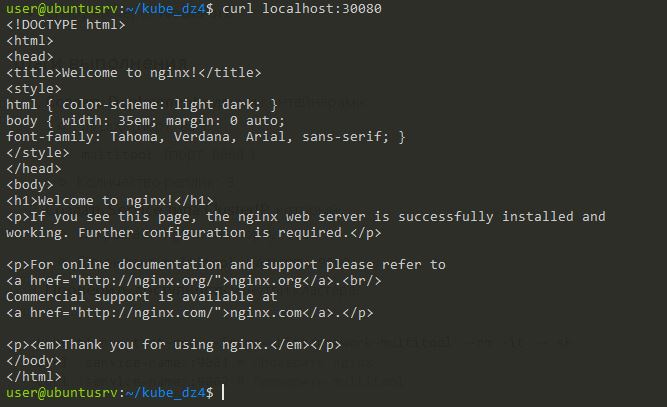 user@ubuntusrv:~/kube_dz4$ curl localhost:30080
<!DOCTYPE html>
<html>
<head>
<title>Welcome to nginx!</title>
<style>
html { color-scheme: light dark; }
body { width: 35em; margin: 0 auto;
font-family: Tahoma, Verdana, Arial, sans-serif; }
</style>
</head>
<body>
<h1>Welcome to nginx!</h1>
<p>If you see this page, the nginx web server is successfully installed and
working. Further configuration is required.</p>

<p>For online documentation and support please refer to
<a href="http://nginx.org/">nginx.org</a>.<br/>
Commercial support is available at
<a href="http://nginx.com/">nginx.com</a>.</p>

<p><em>Thank you for using nginx.</em></p>
</body>
</html>
user@ubuntusrv:~/kube_dz4$